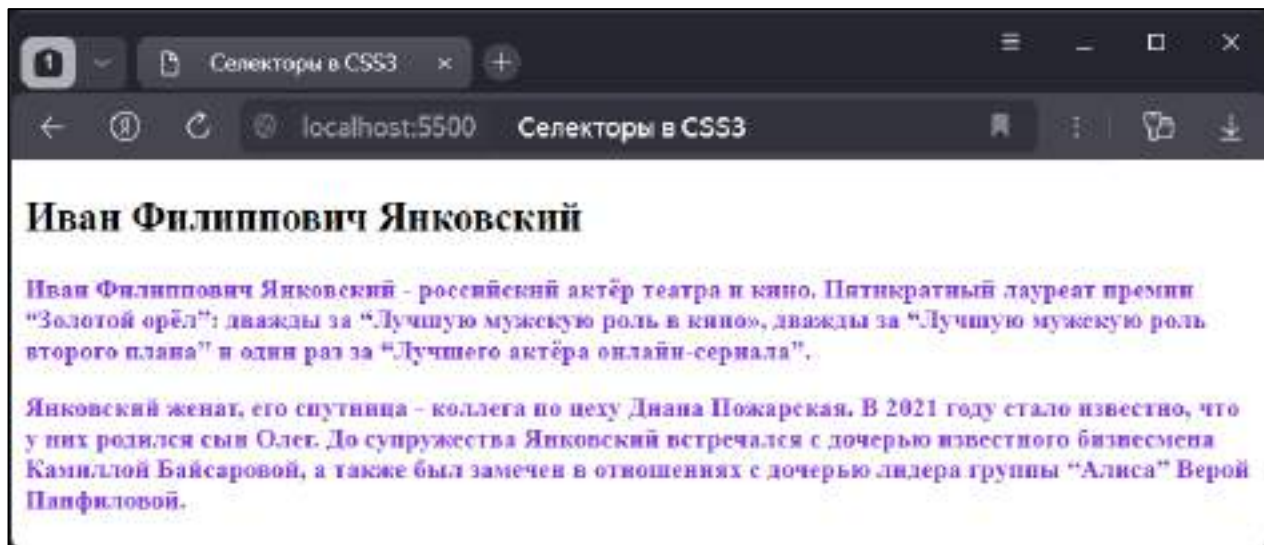 1 Селекторы в CSS3
localhost:5500 Селекторы в CSS3
Иван Филиппович Янковский
Иван Филиппович Янковский - российский актёр театра и кино. Пятикратный лауреат премии
“Золотой орёл”: дважды за “Лучшую мужскую роль в кино», дважды за “Лучшую мужскую роль
второго плана” и один раз за “Лучшего актёра онлайн-сериала”.
Янковский женат, его спутница - коллега по цеху Диана Пожарская. В 2021 году стало известно, что
у них родился сын Олег. До супружества Янковский встречался с дочерью известного бизнесмена
Камиллой Байсаровой, а также был замечен в отношениях с дочерью лидера группы “Алиса” Верой
Панфиловой.